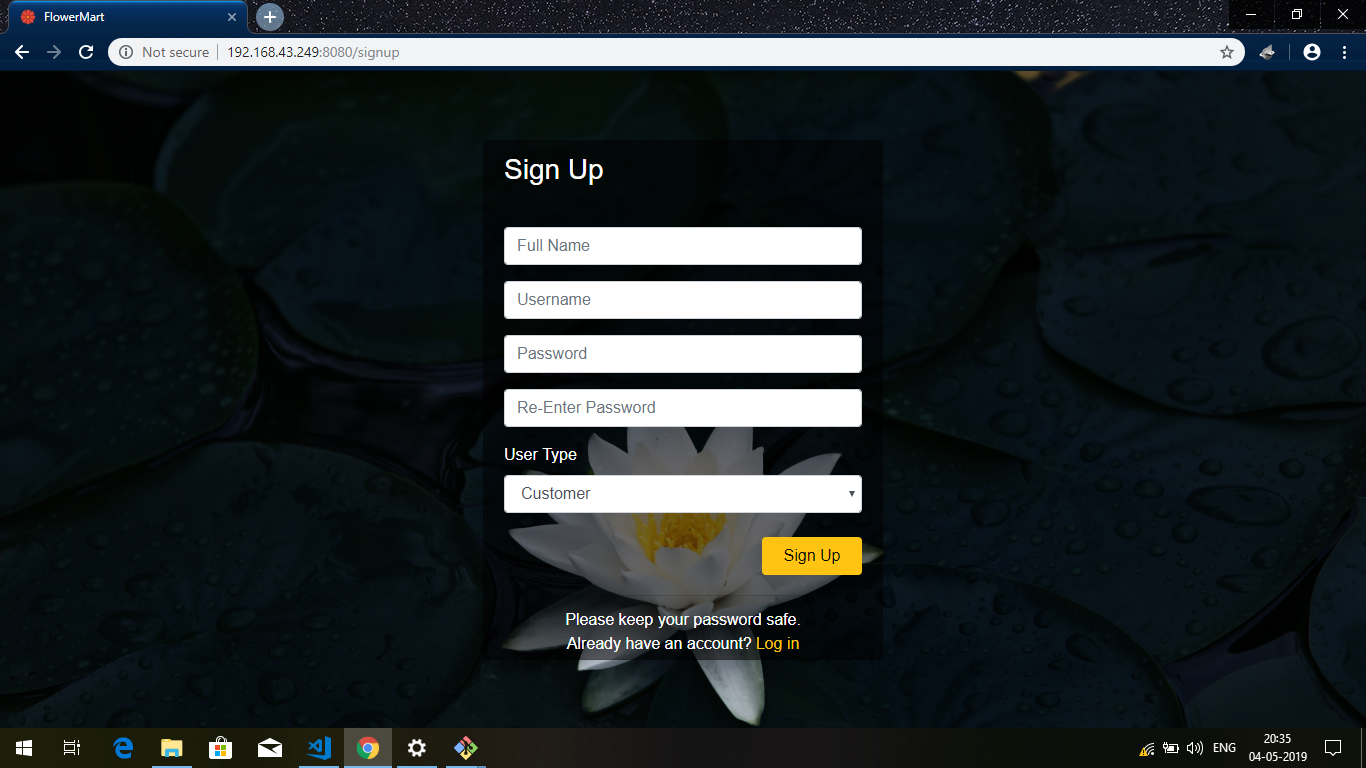 FlowerMart
Not secure 192.168.43.249:8080/signup
Sign Up
Full Name
Username
Password
Re-Enter Password
User Type
Customer
Sign Up
Please keep your password safe.
Already have an account? Log in
ENG
20:35
04-05-2019